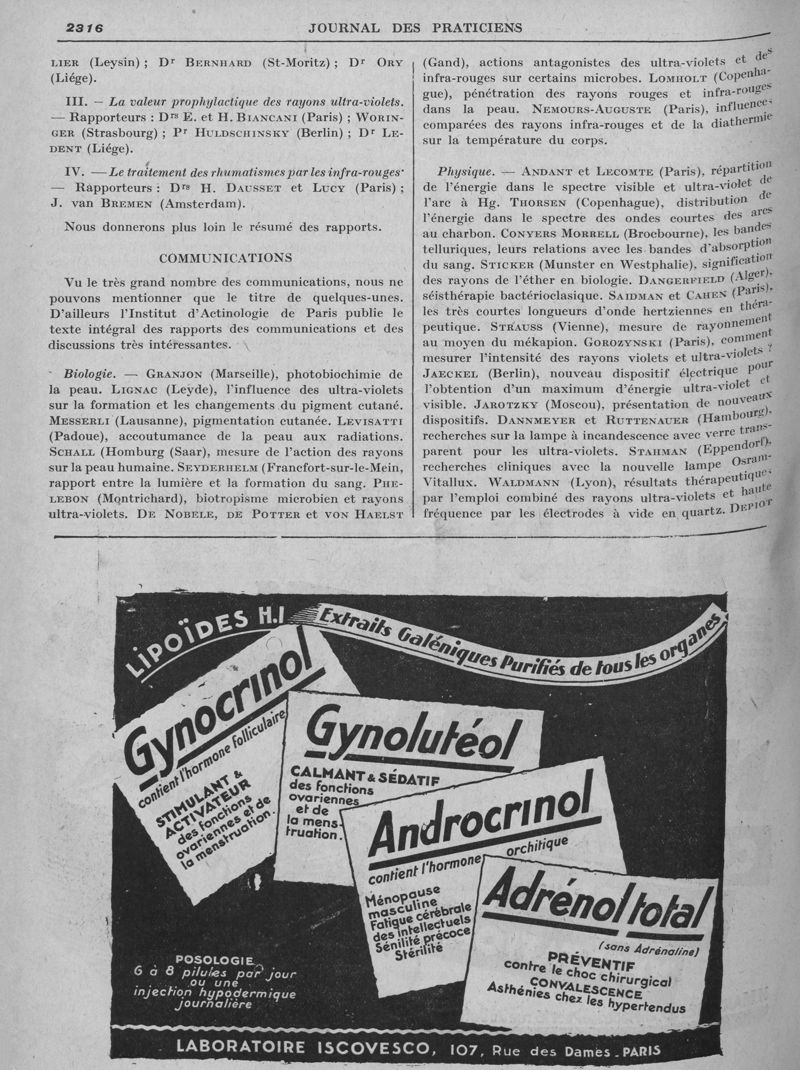 2316
JOURNAL DES PRATICIENS
LIER (Leysin) ; Dr BERNHARD (St-Moritz) ; Dr ORY
(Liége).
III. — La valeur prophylactique des rayons ultra-violets.
— Rapporteurs : Drs E. et H. BIANCANI (Paris) ; WORIN-
GER (Strasbourg) ; Pr HULDSCHINSKY (Berlin) ; Dr LE-
DENT (Liége).
IV. — Le traitement des rhumatismes par les infra-rouges
— Rapporteurs : Drs H. DAUSSET et LUCY (Paris) ;
J. van BREMEN (Amsterdam).
Nous donnerons plus loin le résumé des rapports.
COMMUNICATIONS
Vu le très grand nombre des communications, nous ne
pouvons mentionner que le titre de quelques-unes.
D'ailleurs l'Institut d'Actinologie de Paris publie le
texte intégral des rapports des communications et des
discussions très intéressantes.
Biologie. — GRANJON (Marseille), photobiochimie de
la peau. LIGNAC (Leyde), l'influence des ultra-violets
sur la formation et les changements du pigment cutané.
MESSERLI (Lausanne), pigmentation cutanée. LEVISATTI
(Padoue), accoutumance de la peau aux radiations.
SCHALL (Homburg (Saar), mesure de l'action des rayons
sur la peau humaine. SEYDERHELM (Francfort-sur-le-Mein,
rapport entre la lumière et la formation du sang. PHE-
LEBON (Montrichard), biotropisme microbien et rayons
ultra-violets. DE NOBELE, DE POTTER et VON HAELST
(Gand), actions antagonistes des ultra-violets et des
infra-rouges sur certains microbes. LOMHOLT (Copenha-
gue), pénétration des rayons rouges et infra-rouges
dans la peau. NEMOURS-AUGUSTE (Paris), influences
comparées des rayons infra-rouges et de la diathermie
sur la température du corps.
Physique. — ANDANT et LECOMTE (Paris), répartition
de l'énergie dans le spectre visible et ultra-violet de
l'arc à Hg. THORSEN (Copenhague), distribution de
l'énergie dans le spectre des ondes courtes des arcs
au charbon. CONYERS MORRELL (Brocbourne), les bandes
telluriques, leurs relations avec les bandes d'absorption
du sang. STICKER (Munster en Westphalie), signification
des rayons de l'éther en biologie. DANGERFIELD (Alger),
séisthérapie bactérioclasique. SAIDMAN et CAHEN (Paris),
les très courtes longueurs d'onde hertziennes en théra-
peutique. STRAUSS (Vienne), mesure de rayonnement
au moyen du mékapion. GOROZYNSKI (Paris), comment
mesurer l'intensité des rayons violets et ultra-violets ?
JAECKEL (Berlin), nouveau dispositif électrique pour
l'obtention d'un maximum d'énergie ultra-violet et
visible. JAROTZKY (Moscou), présentation de nouveaux
dispositifs. DANNMEYER et RUTTENAUER (Hambourg),
recherches sur la lampe à incandescence avec verre trans-
parent pour les ultra-violets. STAHMAN (Eppendorf),
recherches cliniques avec la nouvelle lampe Osram-
Vitallux. WALDMANN (Lyon), résultats thérapeutiques
par l'emploi combiné des rayons ultra-violets et haute
fréquence par les électrodes à vide en quartz. DEPIOT
LIPOÏDES H.I
Extraits Galéniques Purifiés de tous les organes
Gynocrinol
contient l'hormone folliculaire
STIMULANT &
ACTIVATEUR
des fonctions
ovariennes et de
la menstruation.
Gynolutéol
CALMANT & SÉDATIF
des fonctions
ovariennes
et de
la mens-
truation.
Androcrinol
contient l'hormone orchitique
Ménopause
masculine
Fatigue cérébrale
des intellectuels
Sénilité précoce
Stérilité
Adrénol total
(sans Adrénaline)
PRÉVENTIF
contre le choc chirurgical
CONVALESCENCE
Asthénies chez les hypertendus
POSOLOGIE
6 à 8 pilules par jour
ou une
injection hypodermique
journalière
LABORATOIRE ISCOVESCO, 107, Rue des Dames - PARIS